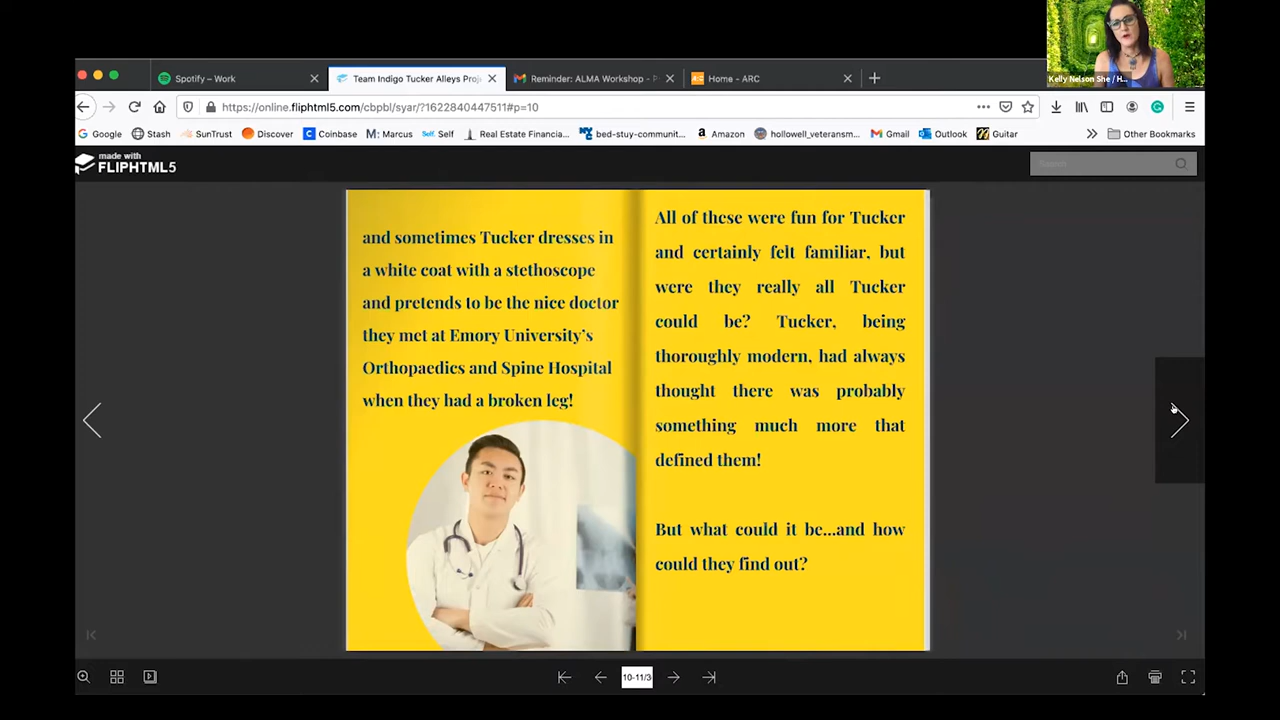 Kelly Nelson She / H...
Spotify – Work
Team Indigo Tucker Alleys Proj
Reminder: ALMA Workshop - P
Home - ARC
https://online.fliphtml5.com/cbpbl/syar/?1622840447511#p=10
Google
Stash
SunTrust
Discover
Coinbase
Marcus
Self
Self
Real Estate Financia...
bed-stuy-communit...
Amazon
hollowell_veteransm...
Gmail
Outlook
Guitar
Other Bookmarks
made with
FLIPHTML5
Search
and sometimes Tucker dresses in
a white coat with a stethoscope
and pretends to be the nice doctor
they met at Emory University's
Orthopaedics and Spine Hospital
when they had a broken leg!
All of these were fun for Tucker
and certainly felt familiar, but
were they really all Tucker
could be? Tucker, being
thoroughly modern, had always
thought there was probably
something much more that
defined them!
But what could it be...and how
could they find out?
10-11/3